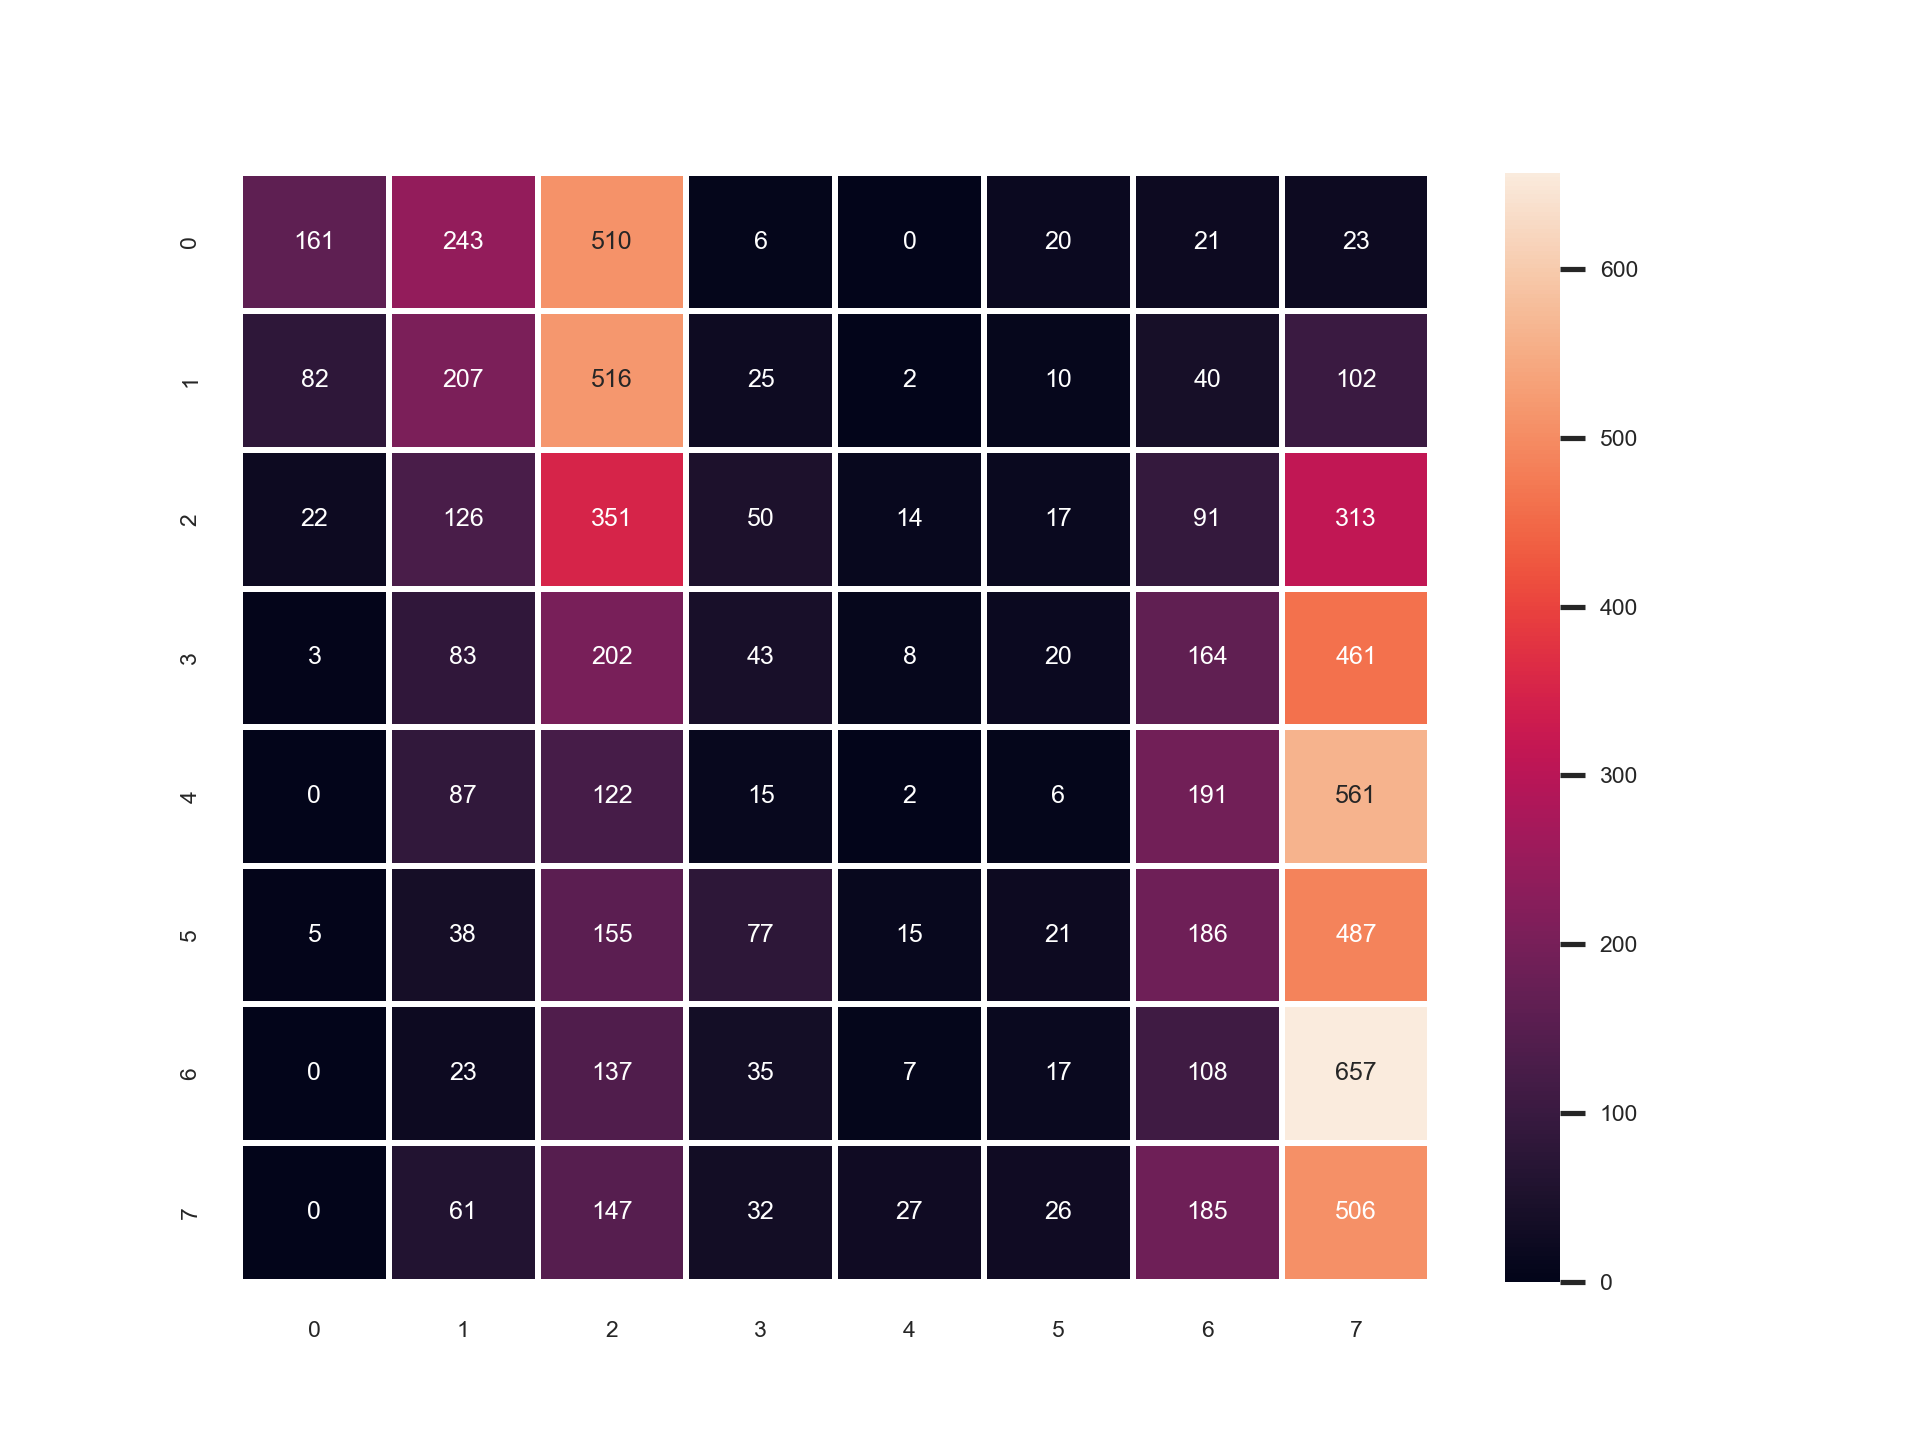 0 161 243 510 6 0 20 21 23
1 82 207 516 25 2 10 40 102
2 22 126 351 50 14 17 91 313
3 3 83 202 43 8 20 164 461
4 0 87 122 15 2 6 191 561
5 5 38 155 77 15 21 186 487
6 0 23 137 35 7 17 108 657
7 0 61 147 32 27 26 185 506
0 1 2 3 4 5 6 7
600
500
400
300
200
100
0